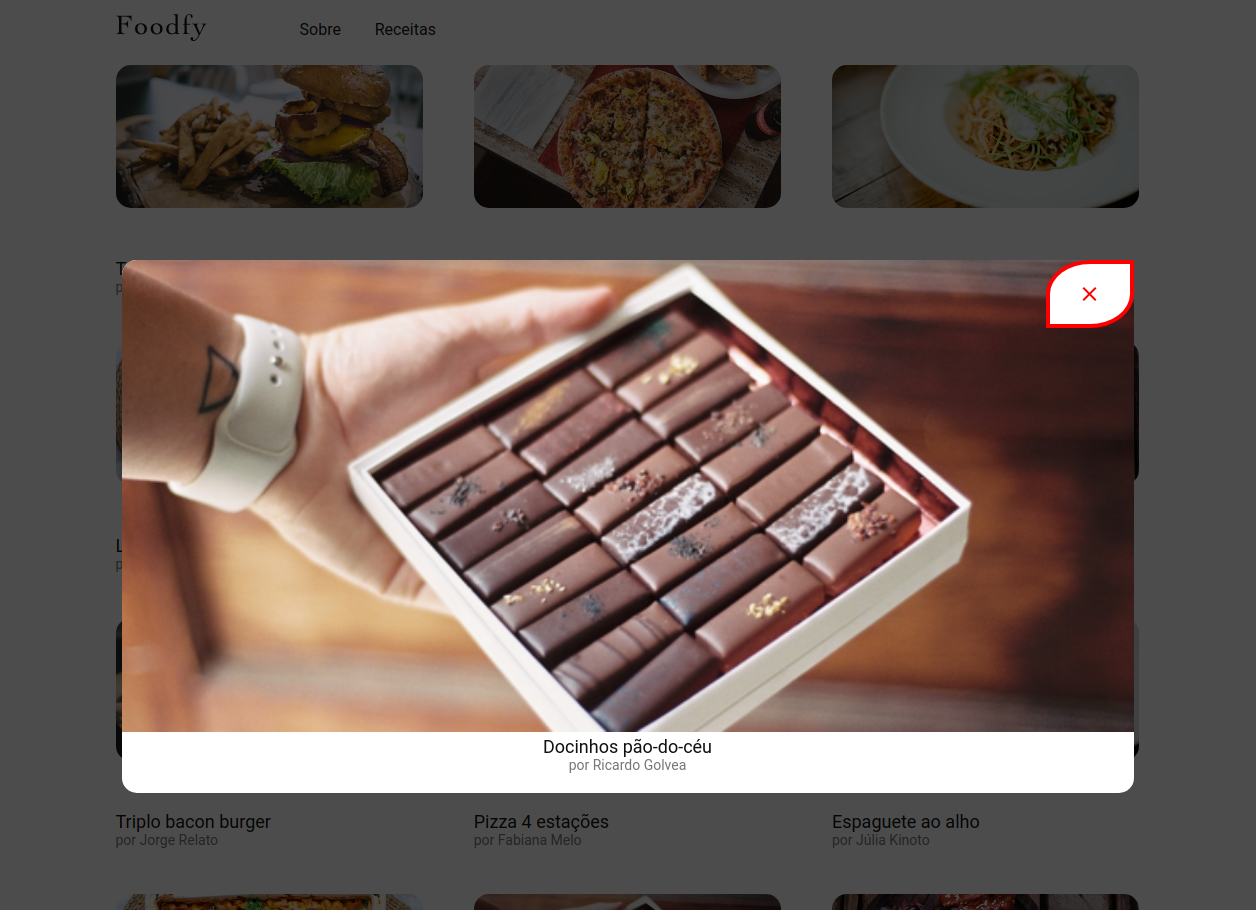 Foodfy
Sobre
Receitas
Docinhos pão-do-céu
por Ricardo Golvea
Triplo bacon burger
por Jorge Relato
Pizza 4 estações
por Fabiana Melo
Espaguete ao alho
por Júlia Kinoto